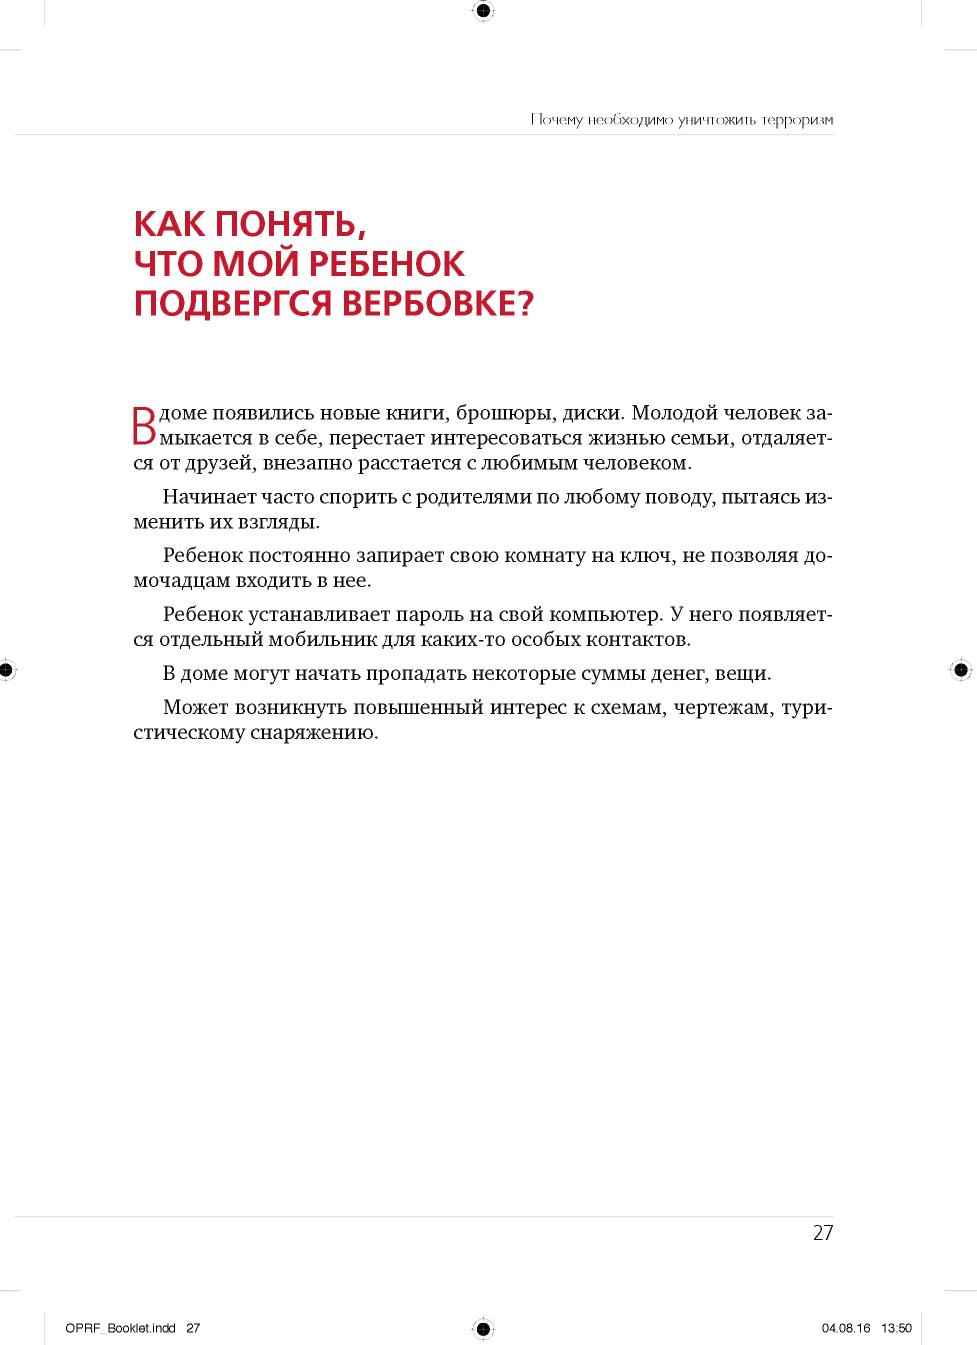 Почему необходимо уничтожить терроризм
КАК ПОНЯТЬ,
ЧТО МОЙ РЕБЕНОК
ПОДВЕРГСЯ ВЕРБОВКЕ?
В доме появились новые книги, брошюры, диски. Молодой человек за-
мыкается в себе, перестает интересоваться жизнью семьи, отдаляет-
ся от друзей, внезапно расстается с любимым человеком.
Начинает часто спорить с родителями по любому поводу, пытаясь из-
менить их взгляды.
Ребенок постоянно запирает свою комнату на ключ, не позволяя до-
мочадцам входить в нее.
Ребенок устанавливает пароль на свой компьютер. У него появляет-
ся отдельный мобильник для каких-то особых контактов.
В доме могут начать пропадать некоторые суммы денег, вещи.
Может возникнуть повышенный интерес к схемам, чертежам, тури-
стическому снаряжению.
27
OPRF_Booklet.indd 27
04.08.16 13:50